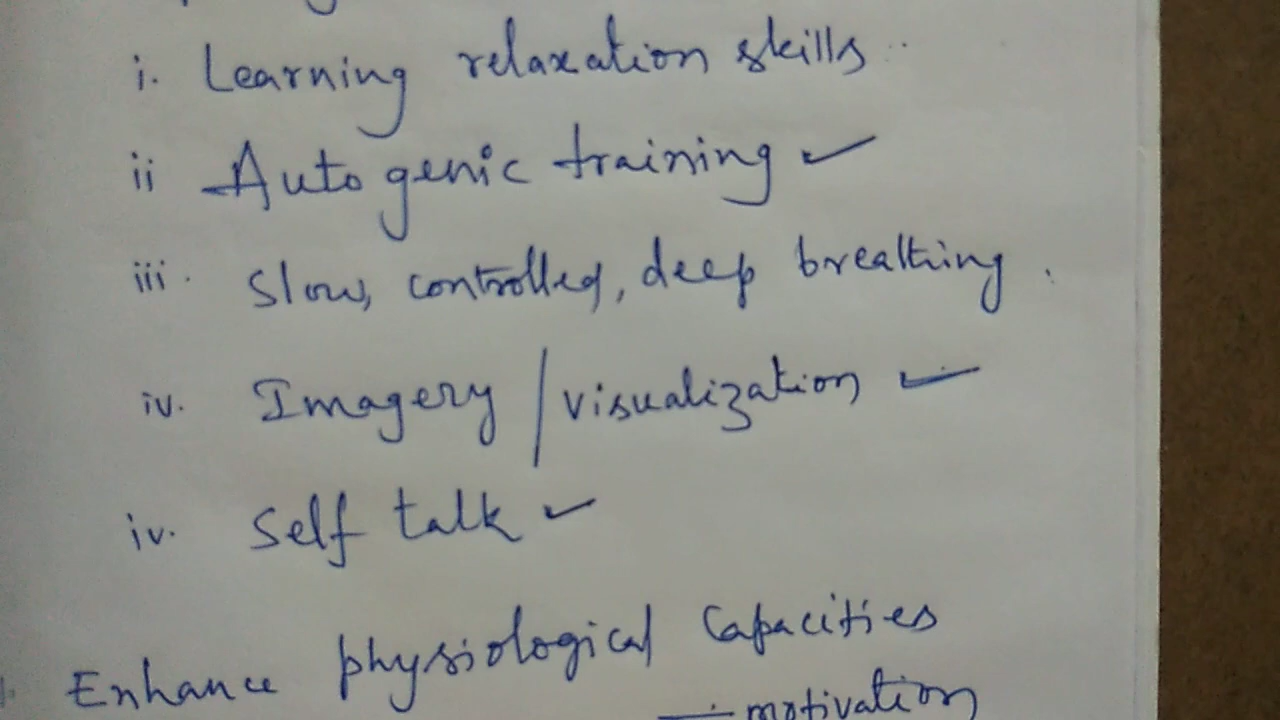 i. Learning relaxation skills
ii Autogenic training ✓
iii. Slow, controlled, deep breathing.
iv. Imagery / visualization ✓
iv. Self talk ✓
Enhance physiological capacities
motivation